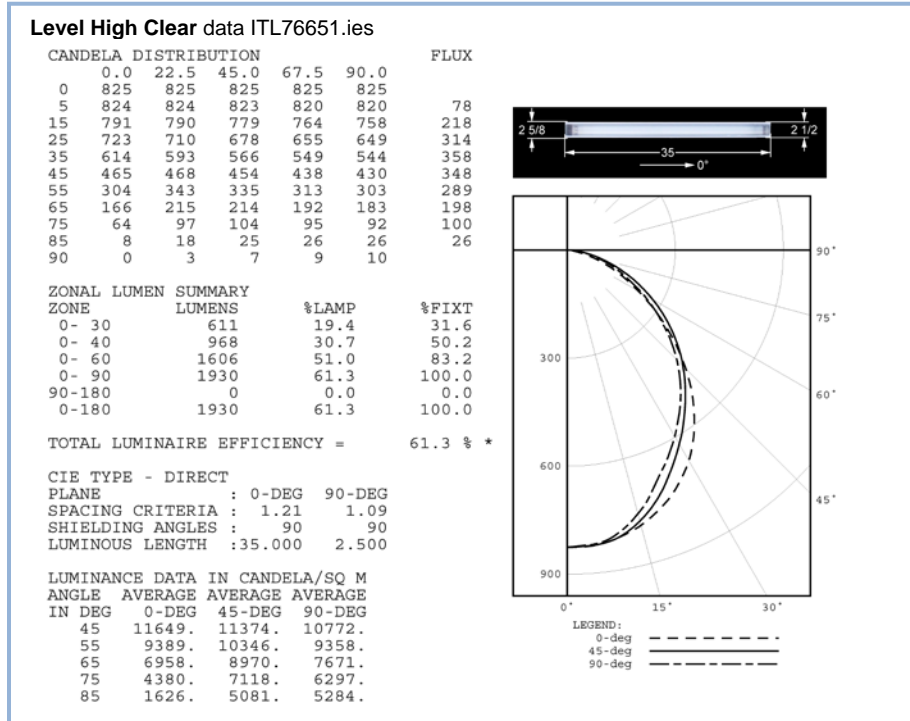 Level High Clear data ITL76651.ies
CANDELA DISTRIBUTION FLUX
0.0 22.5 45.0 67.5 90.0
0 825 825 825 825 825
5 824 824 823 820 820 78
15 791 790 779 764 758 218
25 723 710 678 655 649 314
35 614 593 566 549 544 358
45 465 468 454 438 430 348
55 304 343 335 313 303 289
65 166 215 214 192 183 198
75 64 97 104 95 92 100
85 8 18 25 26 26 26
90 0 3 7 9 10
ZONAL LUMEN SUMMARY
ZONE LUMENS %LAMP %FIXT
0- 30 611 19.4 31.6
0- 40 968 30.7 50.2
0- 60 1606 51.0 83.2
0- 90 1930 61.3 100.0
90-180 0 0.0 0.0
0-180 1930 61.3 100.0
TOTAL LUMINAIRE EFFICIENCY = 61.3 % *
CIE TYPE - DIRECT
PLANE : 0-DEG 90-DEG
SPACING CRITERIA : 1.21 1.09
SHIELDING ANGLES : 90 90
LUMINOUS LENGTH :35.000 2.500
LUMINANCE DATA IN CANDELA/SQ M
ANGLE AVERAGE AVERAGE AVERAGE
IN DEG 0-DEG 45-DEG 90-DEG
45 11649. 11374. 10772.
55 9389. 10346. 9358.
65 6958. 8970. 7671.
75 4380. 7118. 6297.
85 1626. 5081. 5284.
2 5/8 2 1/2
35
0°
90°
75°
300
60°
600
45°
900
0° 15° 30°
LEGEND:
0-deg
45-deg
90-deg